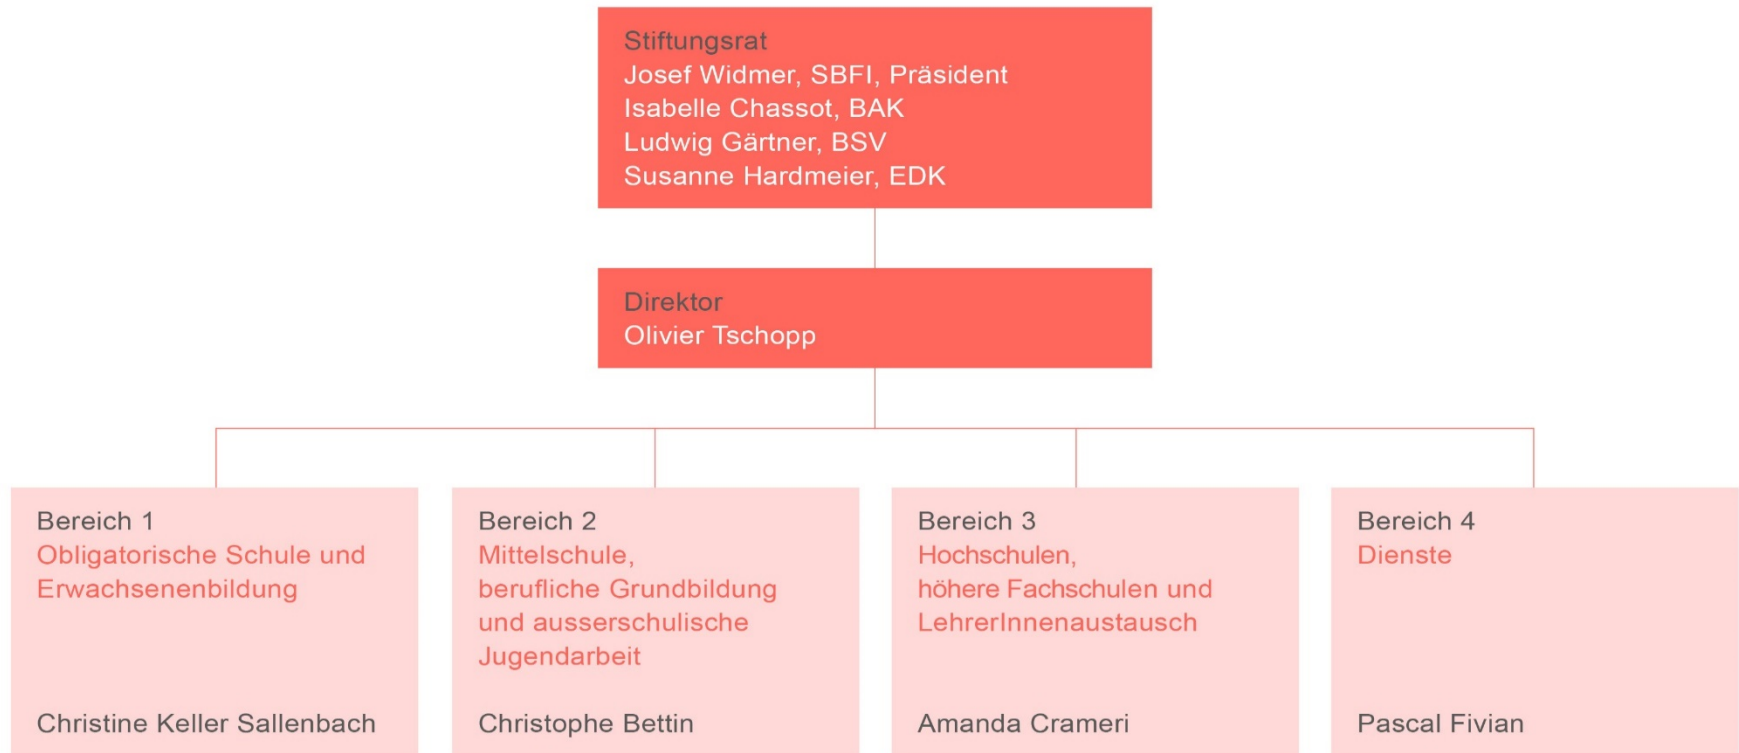 Stiftungsrat
Josef Widmer, SBFI, Präsident
Isabelle Chassot, BAK
Ludwig Gärtner, BSV
Susanne Hardmeier, EDK
Direktor
Olivier Tschopp
Bereich 1
Obligatorische Schule und
Erwachsenenbildung
Christine Keller Sallenbach
Bereich 2
Mittelschule,
berufliche Grundbildung
und ausserschulische
Jugendarbeit
Christophe Bettin
Bereich 3
Hochschulen,
höhere Fachschulen und
LehrerInnenaustausch
Amanda Crameri
Bereich 4
Dienste
Pascal Fivian